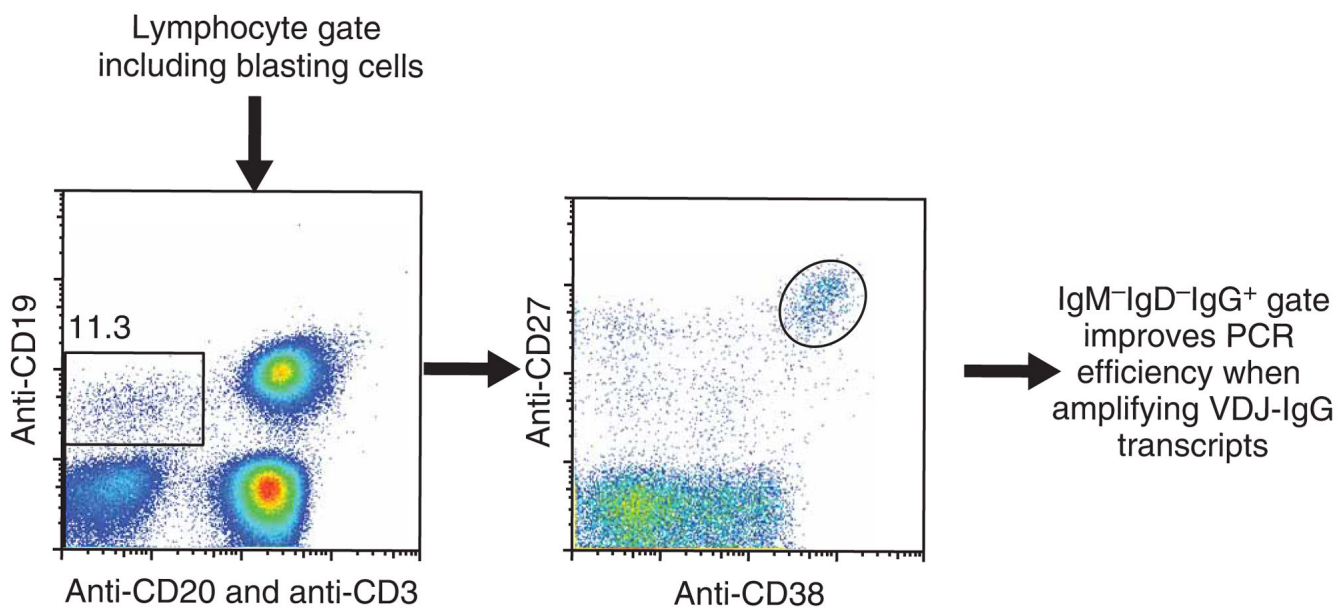 Lymphocyte gate
including blasting cells
Anti-CD19
11.3
Anti-CD20 and anti-CD3
Anti-CD27
Anti-CD38
IgM⁻IgD⁻IgG⁺ gate
improves PCR
efficiency when
amplifying VDJ-IgG
transcripts